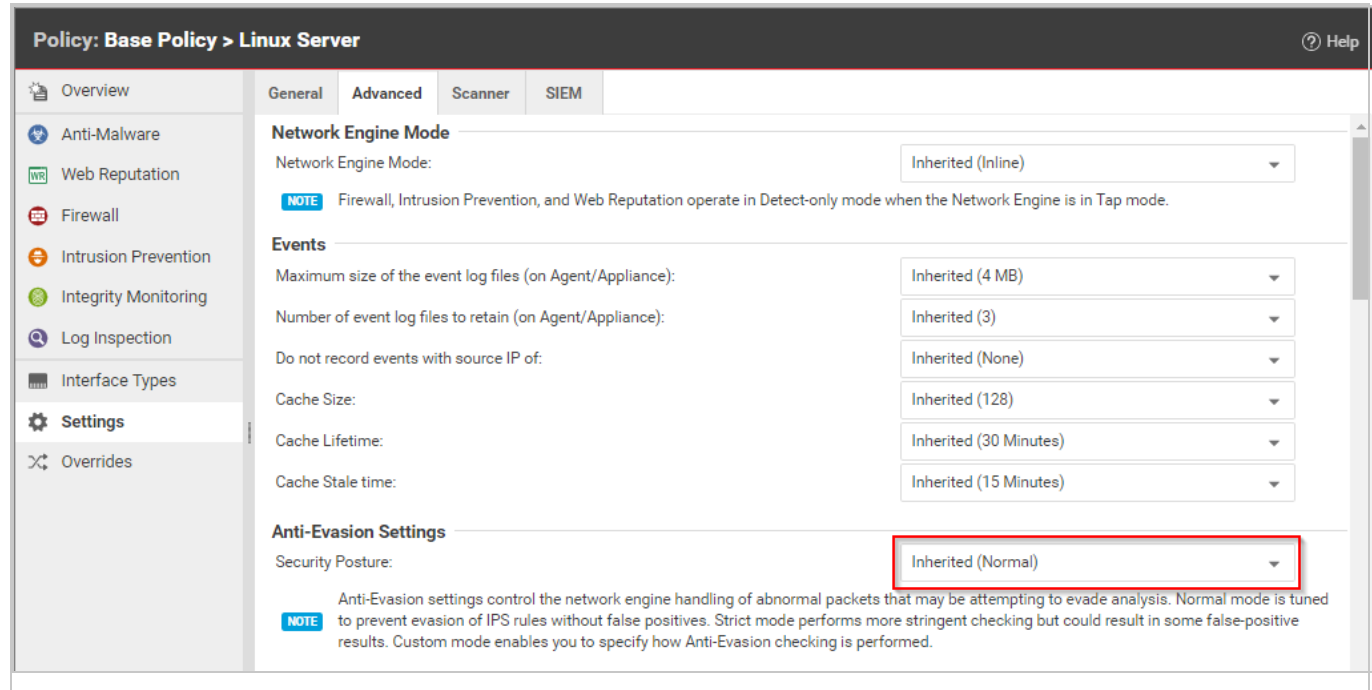 Policy: Base Policy > Linux Server
Help
Overview
Anti-Malware
WR
Web Reputation
Firewall
Intrusion Prevention
Integrity Monitoring
Log Inspection
Interface Types
Settings
Overrides
General Advanced Scanner SIEM
Network Engine Mode
Network Engine Mode: Inherited (Inline)
NOTE Firewall, Intrusion Prevention, and Web Reputation operate in Detect-only mode when the Network Engine is in Tap mode.
Events
Maximum size of the event log files (on Agent/Appliance): Inherited (4 MB)
Number of event log files to retain (on Agent/Appliance): Inherited (3)
Do not record events with source IP of: Inherited (None)
Cache Size: Inherited (128)
Cache Lifetime: Inherited (30 Minutes)
Cache Stale time: Inherited (15 Minutes)
Anti-Evasion Settings
Security Posture: Inherited (Normal)
Anti-Evasion settings control the network engine handling of abnormal packets that may be attempting to evade analysis. Normal mode is tuned
NOTE to prevent evasion of IPS rules without false positives. Strict mode performs more stringent checking but could result in some false-positive
results. Custom mode enables you to specify how Anti-Evasion checking is performed.